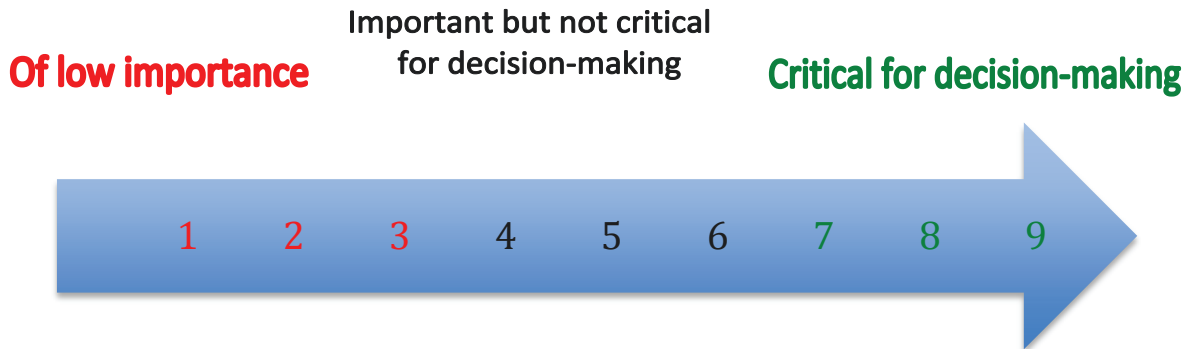 Important but not critical
for decision-making
Of low importance
Critical for decision-making
1 2 3 4 5 6 7 8 9